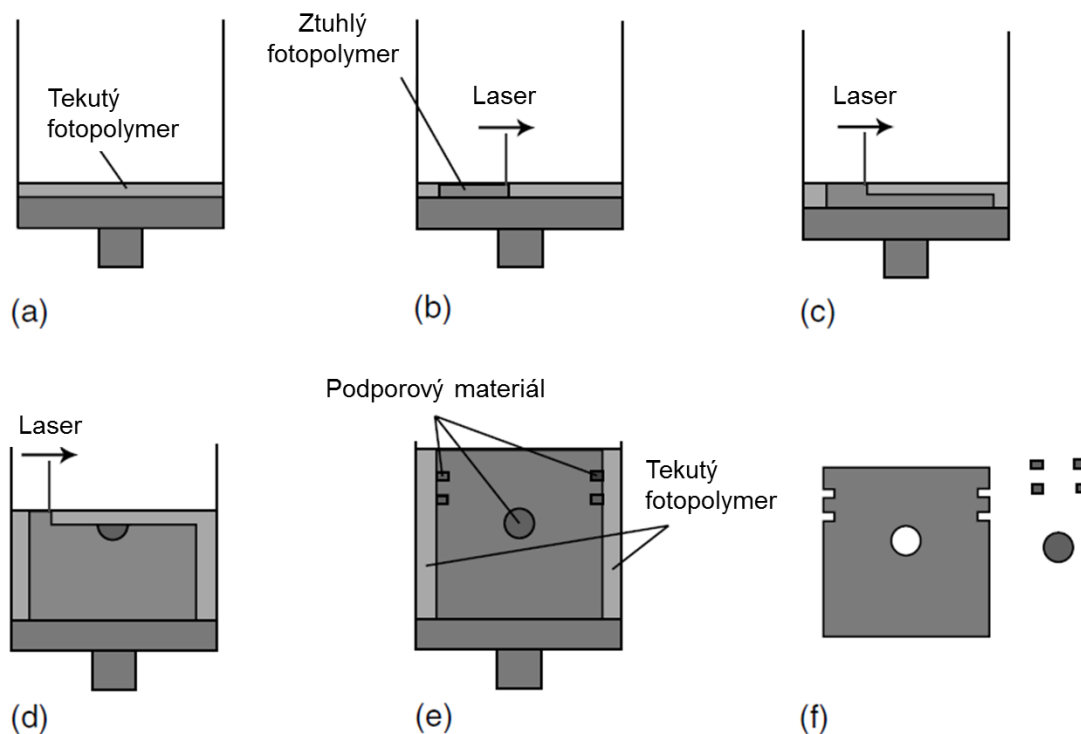 Tekutý
fotopolymer
(a)
Ztuhlý
fotopolymer
Laser
(b)
Laser
(c)
Laser
(d)
Podporový materiál
Tekutý
fotopolymer
(e)
(f)